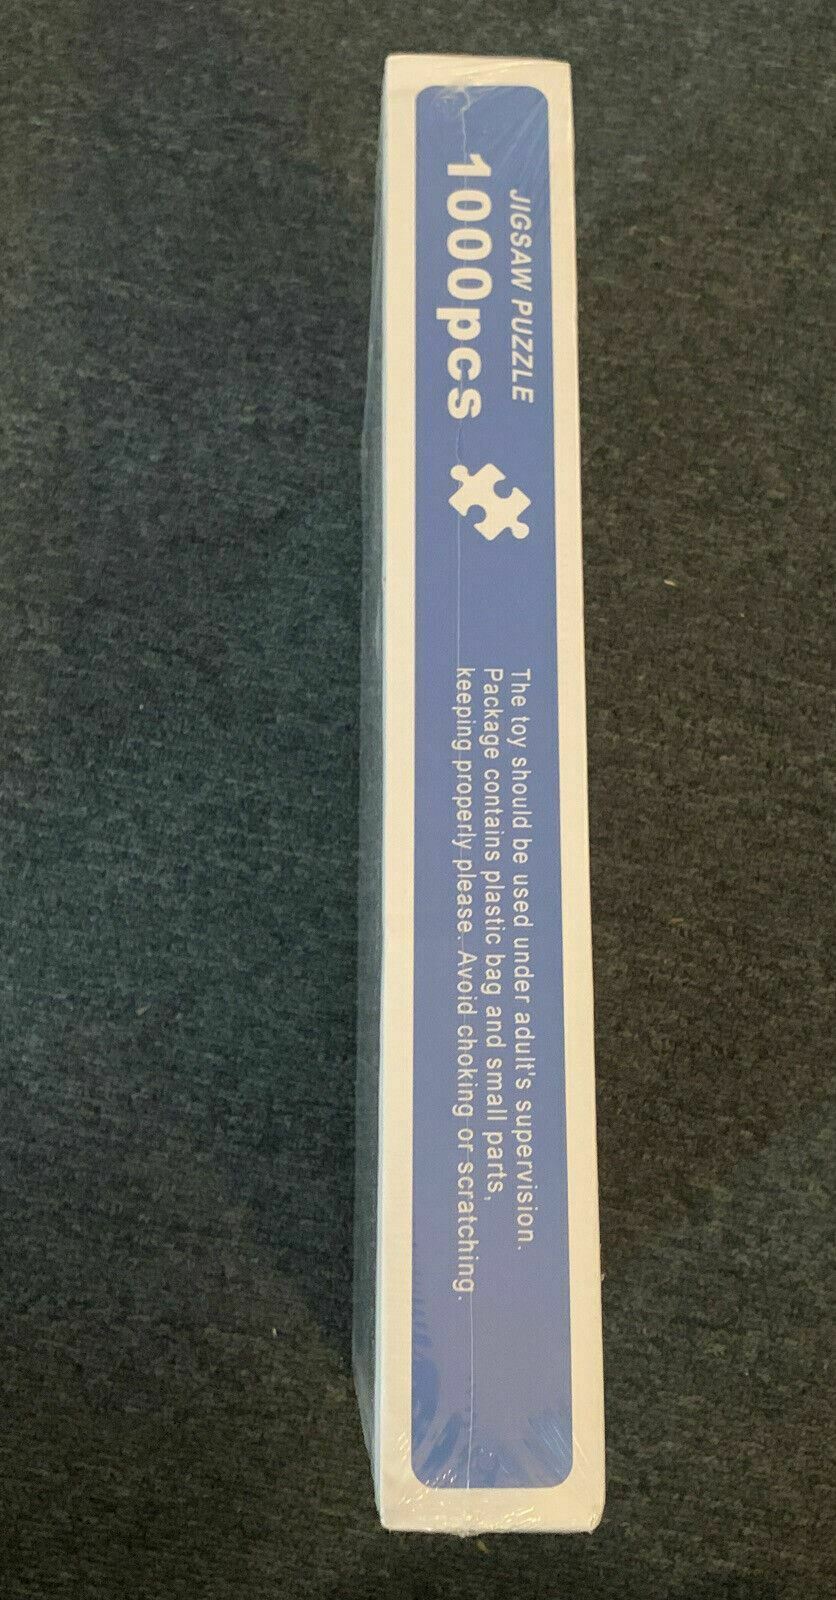 JIGSAW PUZZLE
1000pcs
The toy should be used under adult's supervision.
Package contains plastic bag and small parts,
keeping properly please. Avoid choking or scratching.